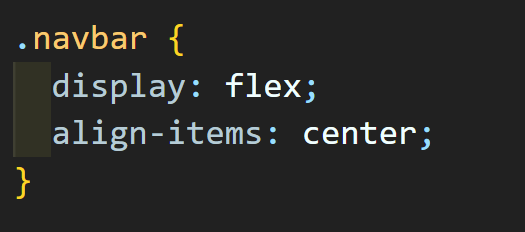 .navbar {
  display: flex;
  align-items: center;
}